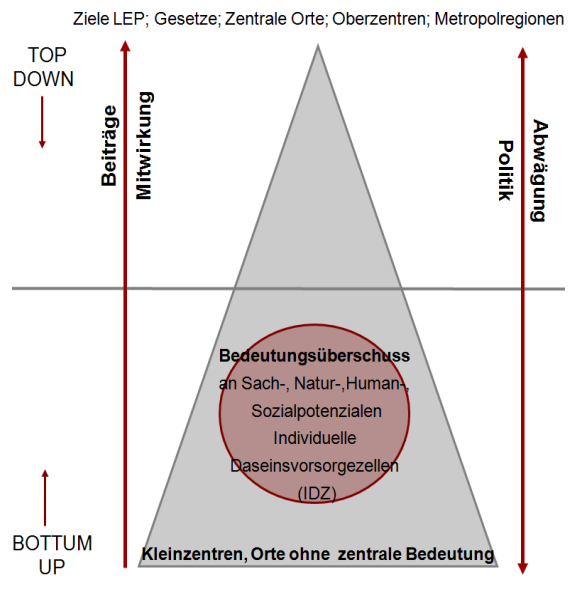 Ziele LEP; Gesetze; Zentrale Orte; Oberzentren; Metropolregionen
TOP
DOWN
Beiträge
Mitwirkung
Abwägung
Politik
Bedeutungsüberschuss
an Sach-, Natur-,Human-,
Sozialpotenzialen
Individuelle
Daseinsvorsorgezellen
(IDZ)
BOTTUM
UP
Kleinzentren, Orte ohne zentrale Bedeutung